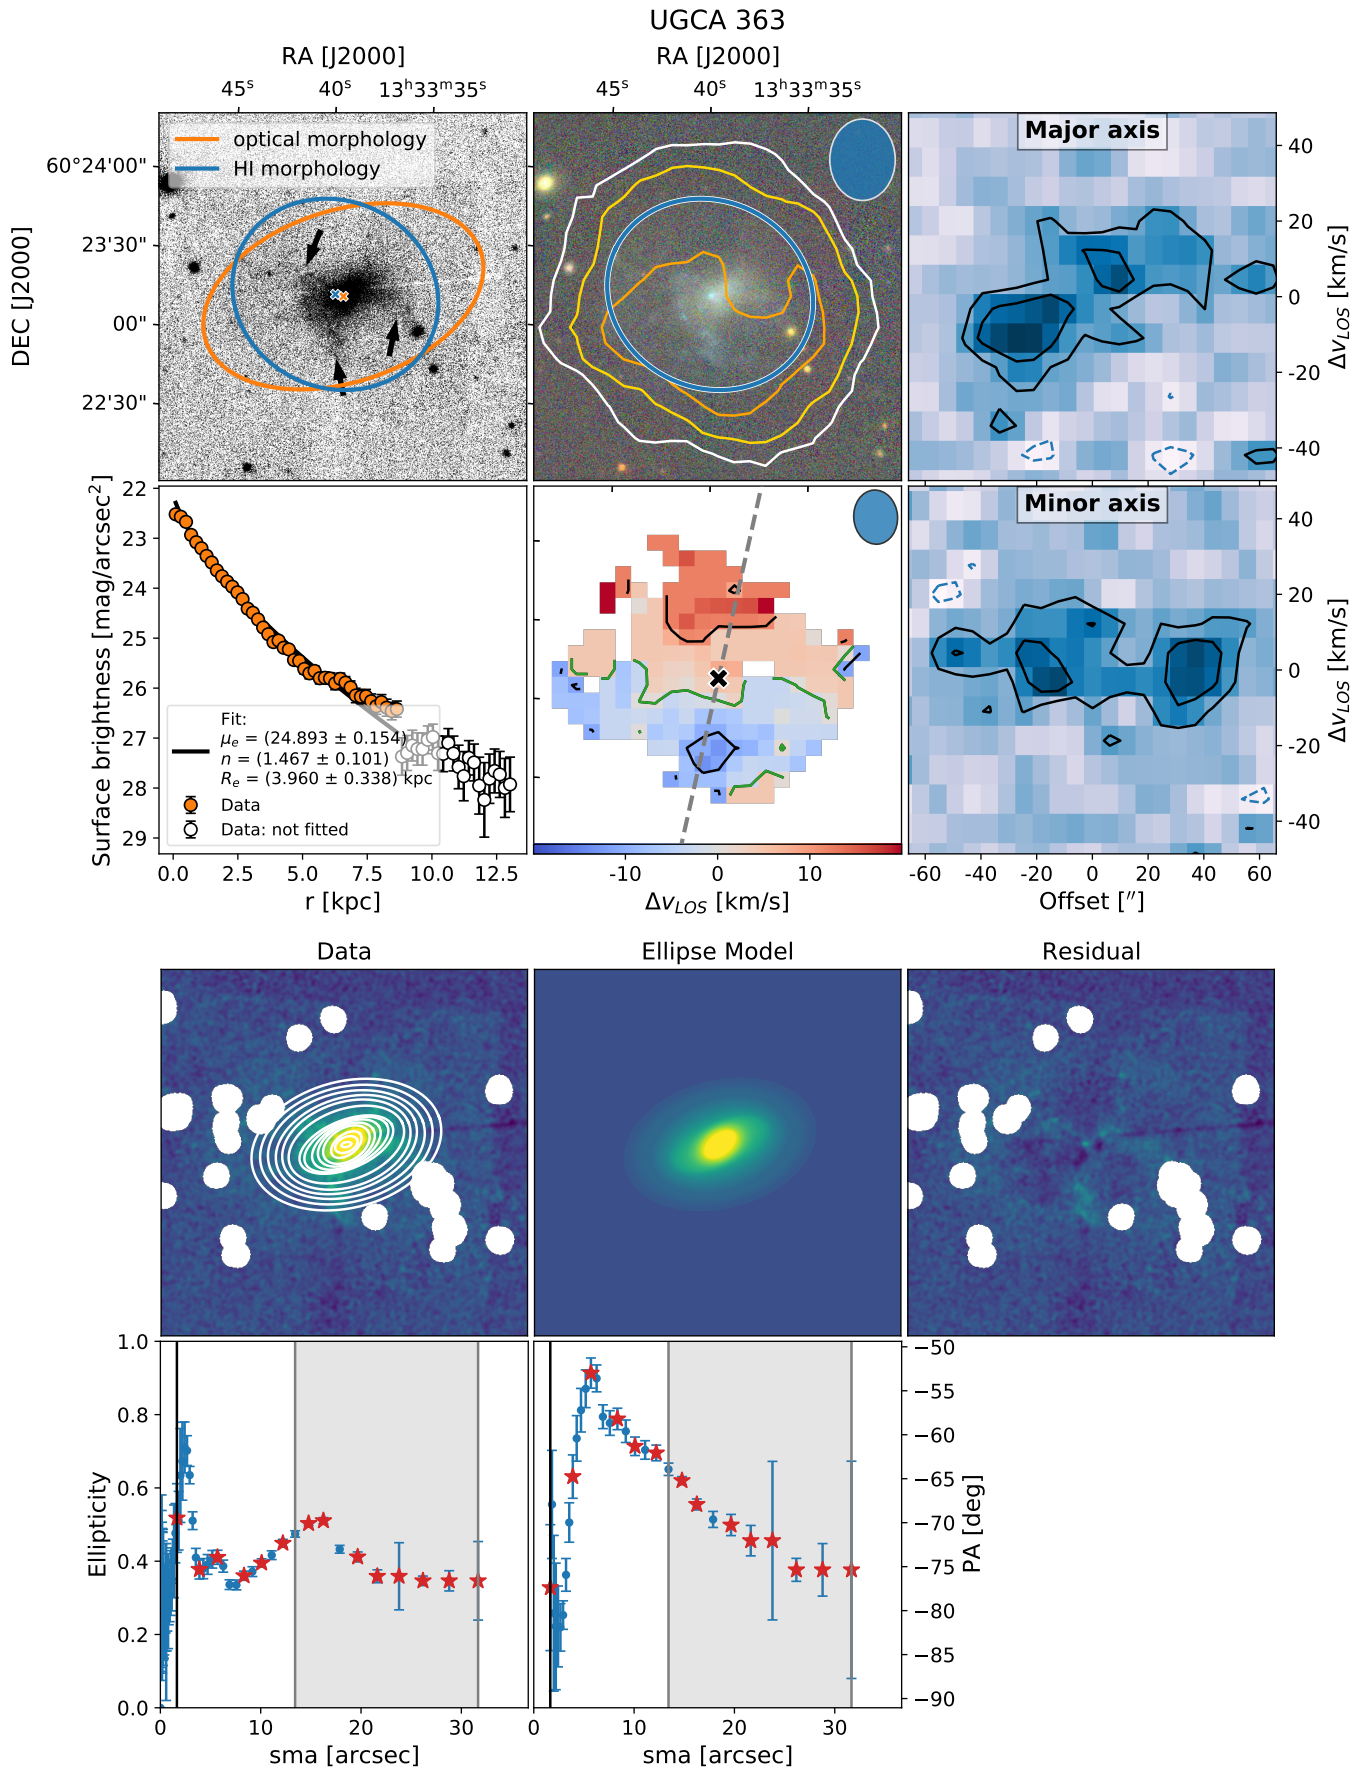 UGCA 363
RA [J2000]
RA [J2000]
45ˢ 40ˢ 13ʰ33ᵐ35ˢ
45ˢ 40ˢ 13ʰ33ᵐ35ˢ
optical morphology
HI morphology
DEC [J2000]
60°24'00"
23'30"
00"
22'30"
Major axis
40
20
0
-20
-40
Δv_LOS [km/s]
Surface brightness [mag/arcsec²]
22
23
24
25
26
27
28
29
Fit:
μ_e = (24.893 ± 0.154)
n = (1.467 ± 0.101)
R_e = (3.960 ± 0.338) kpc
Data
Data: not fitted
0.0 2.5 5.0 7.5 10.0 12.5
r [kpc]
-10 0 10
Δv_LOS [km/s]
Minor axis
40
20
0
-20
-40
Δv_LOS [km/s]
-60 -40 -20 0 20 40 60
Offset [″]
Data
Ellipse Model
Residual
Ellipticity
1.0
0.8
0.6
0.4
0.2
0.0
0 10 20 30
sma [arcsec]
0 10 20 30
sma [arcsec]
−50
−55
−60
−65
−70
−75
−80
−85
−90
PA [deg]